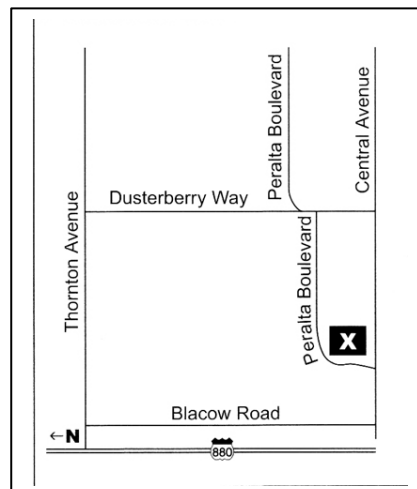 Peralta Boulevard
Central Avenue
Dusterberry Way
Thornton Avenue
Peralta Boulevard
X
Blacow Road
←N
880